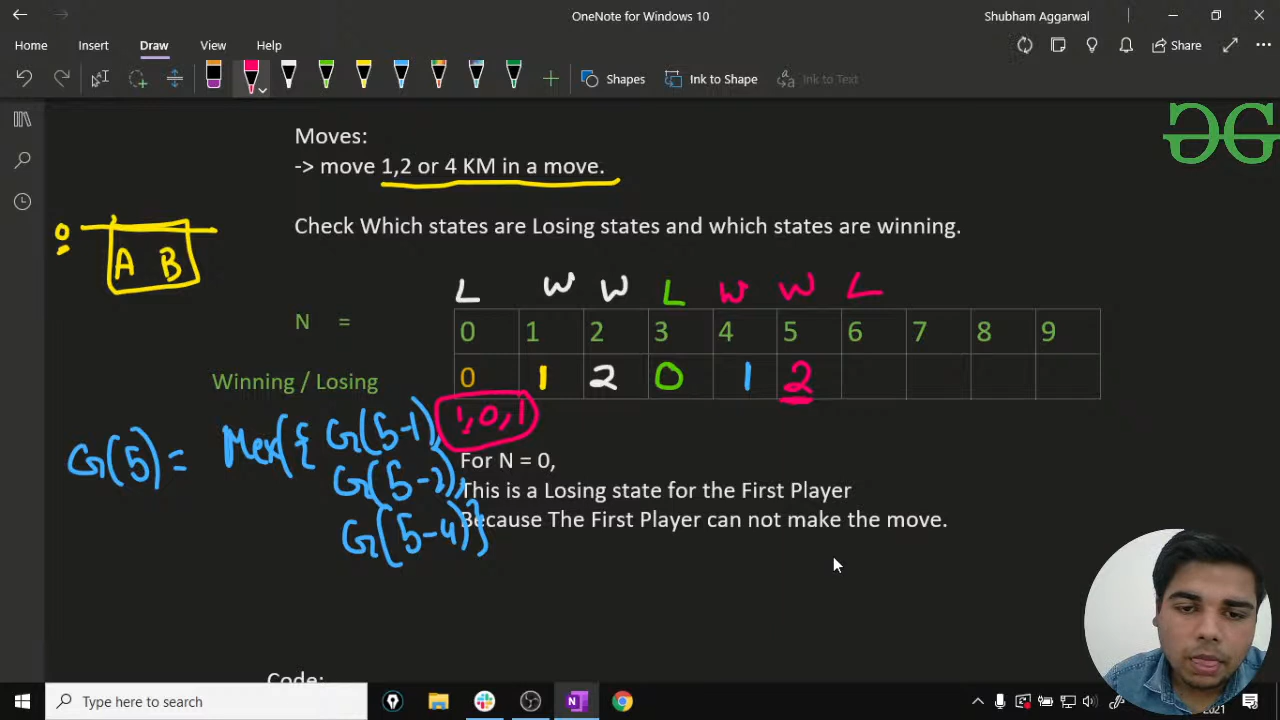 OneNote for Windows 10
Shubham Aggarwal
Home Insert Draw View Help
Share
Shapes Ink to Shape Ink to Text
Moves:
-> move 1,2 or 4 KM in a move.
0
A B
Check Which states are Losing states and which states are winning.
L W W L W W L
N = 0 1 2 3 4 5 6 7 8 9
Winning / Losing 0 1 2 0 1 2
1,0,1
G(5) = Mex({ G(5-1),
G(5-2),
G(5-4)}
For N = 0,
This is a Losing state for the First Player
Because The First Player can not make the move.
Code:
Type here to search
2021